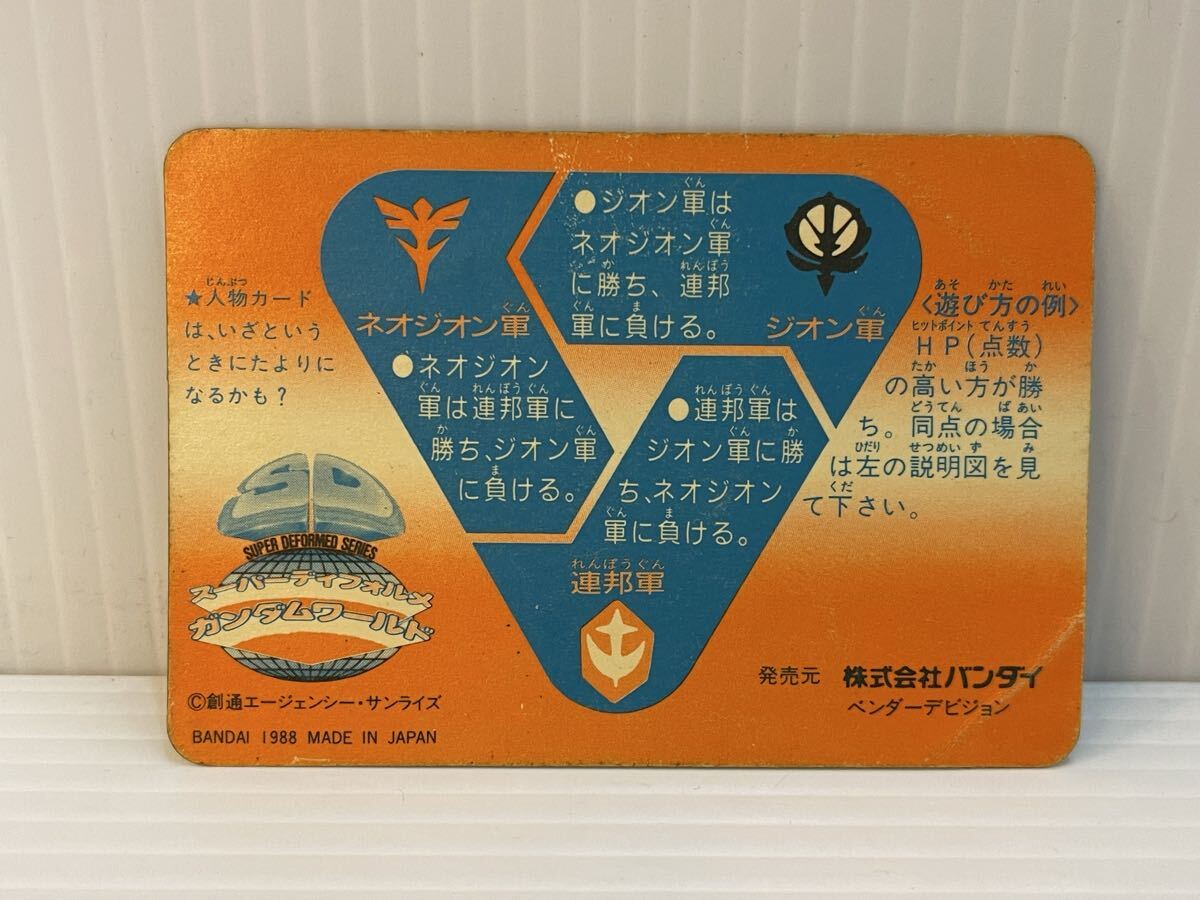 ★人物カード
は、いざという
ときにたよりに
なるかも？
ネオジオン軍
●ネオジオン
軍は連邦軍に
勝ち、ジオン軍
に負ける。
●ジオン軍は
ネオジオン軍
に勝ち、連邦
軍に負ける。
ジオン軍
●連邦軍は
ジオン軍に勝
ち、ネオジオン
軍に負ける。
連邦軍
〈遊び方の例〉
ＨＰ(点数)
の高い方が勝
ち。同点の場合
は左の説明図を見
て下さい。
SUPER DEFORMED SERIES
スーパーディフォルメ
ガンダムワールド
©創通エージェンシー・サンライズ
BANDAI 1988 MADE IN JAPAN
発売元 株式会社バンダイ
ベンダーデビジョン